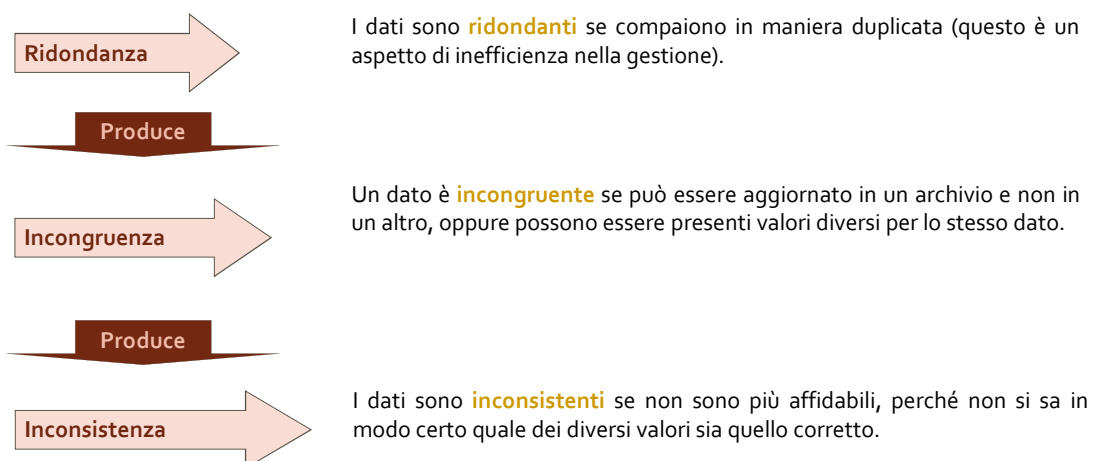 Ridondanza
I dati sono ridondanti se compaiono in maniera duplicata (questo è un
aspetto di inefficienza nella gestione).
Produce
Incongruenza
Un dato è incongruente se può essere aggiornato in un archivio e non in
un altro, oppure possono essere presenti valori diversi per lo stesso dato.
Produce
Inconsistenza
I dati sono inconsistenti se non sono più affidabili, perché non si sa in
modo certo quale dei diversi valori sia quello corretto.